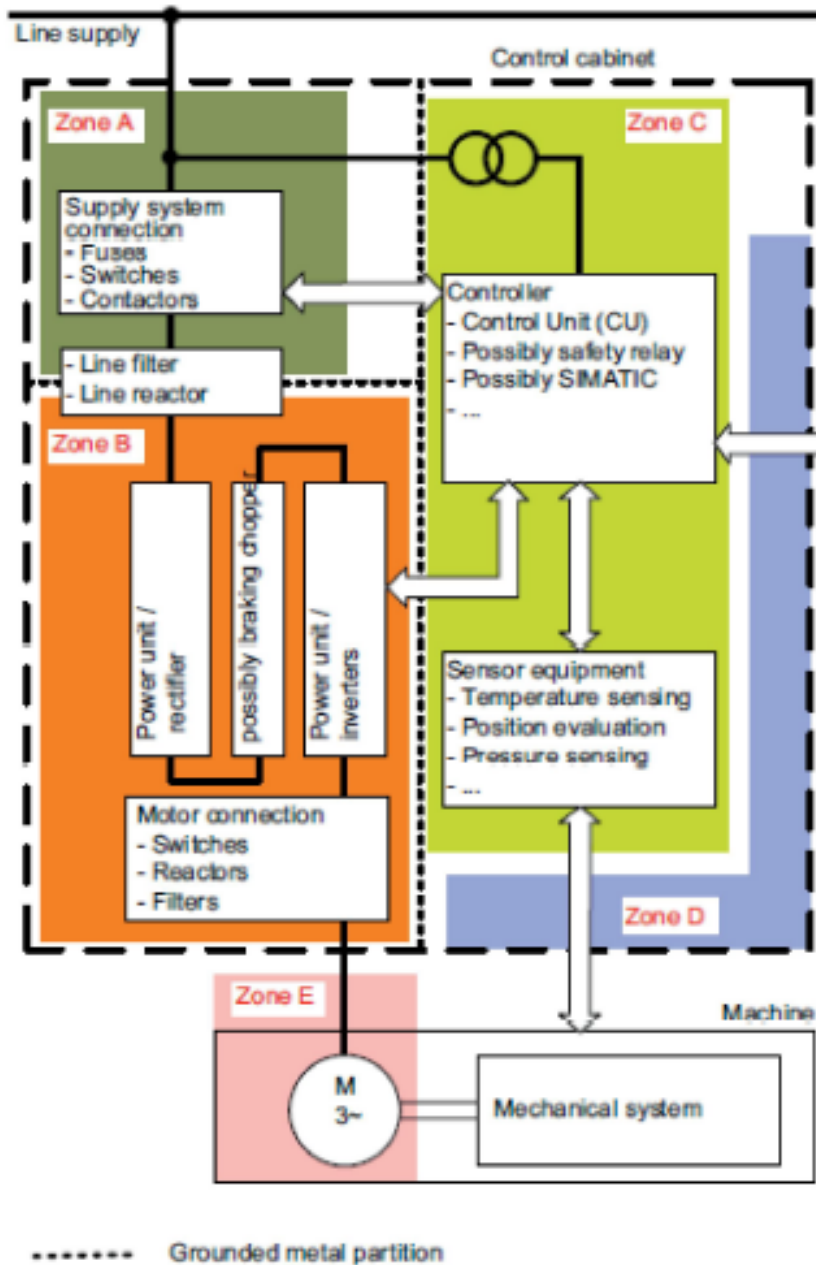 Line supply
Control cabinet
Zone A
Zone C
Supply system
connection
- Fuses
- Switches
- Contactors
Controller
- Control Unit (CU)
- Possibly safety relay
- Possibly SIMATIC
- ...
- Line filter
- Line reactor
Zone B
Power unit /
rectifier
possibly braking chopper
Power unit /
inverters
Sensor equipment
- Temperature sensing
- Position evaluation
- Pressure sensing
- ...
Motor connection
- Switches
- Reactors
- Filters
Zone D
Zone E
Machine
M
3~
Mechanical system
Grounded metal partition